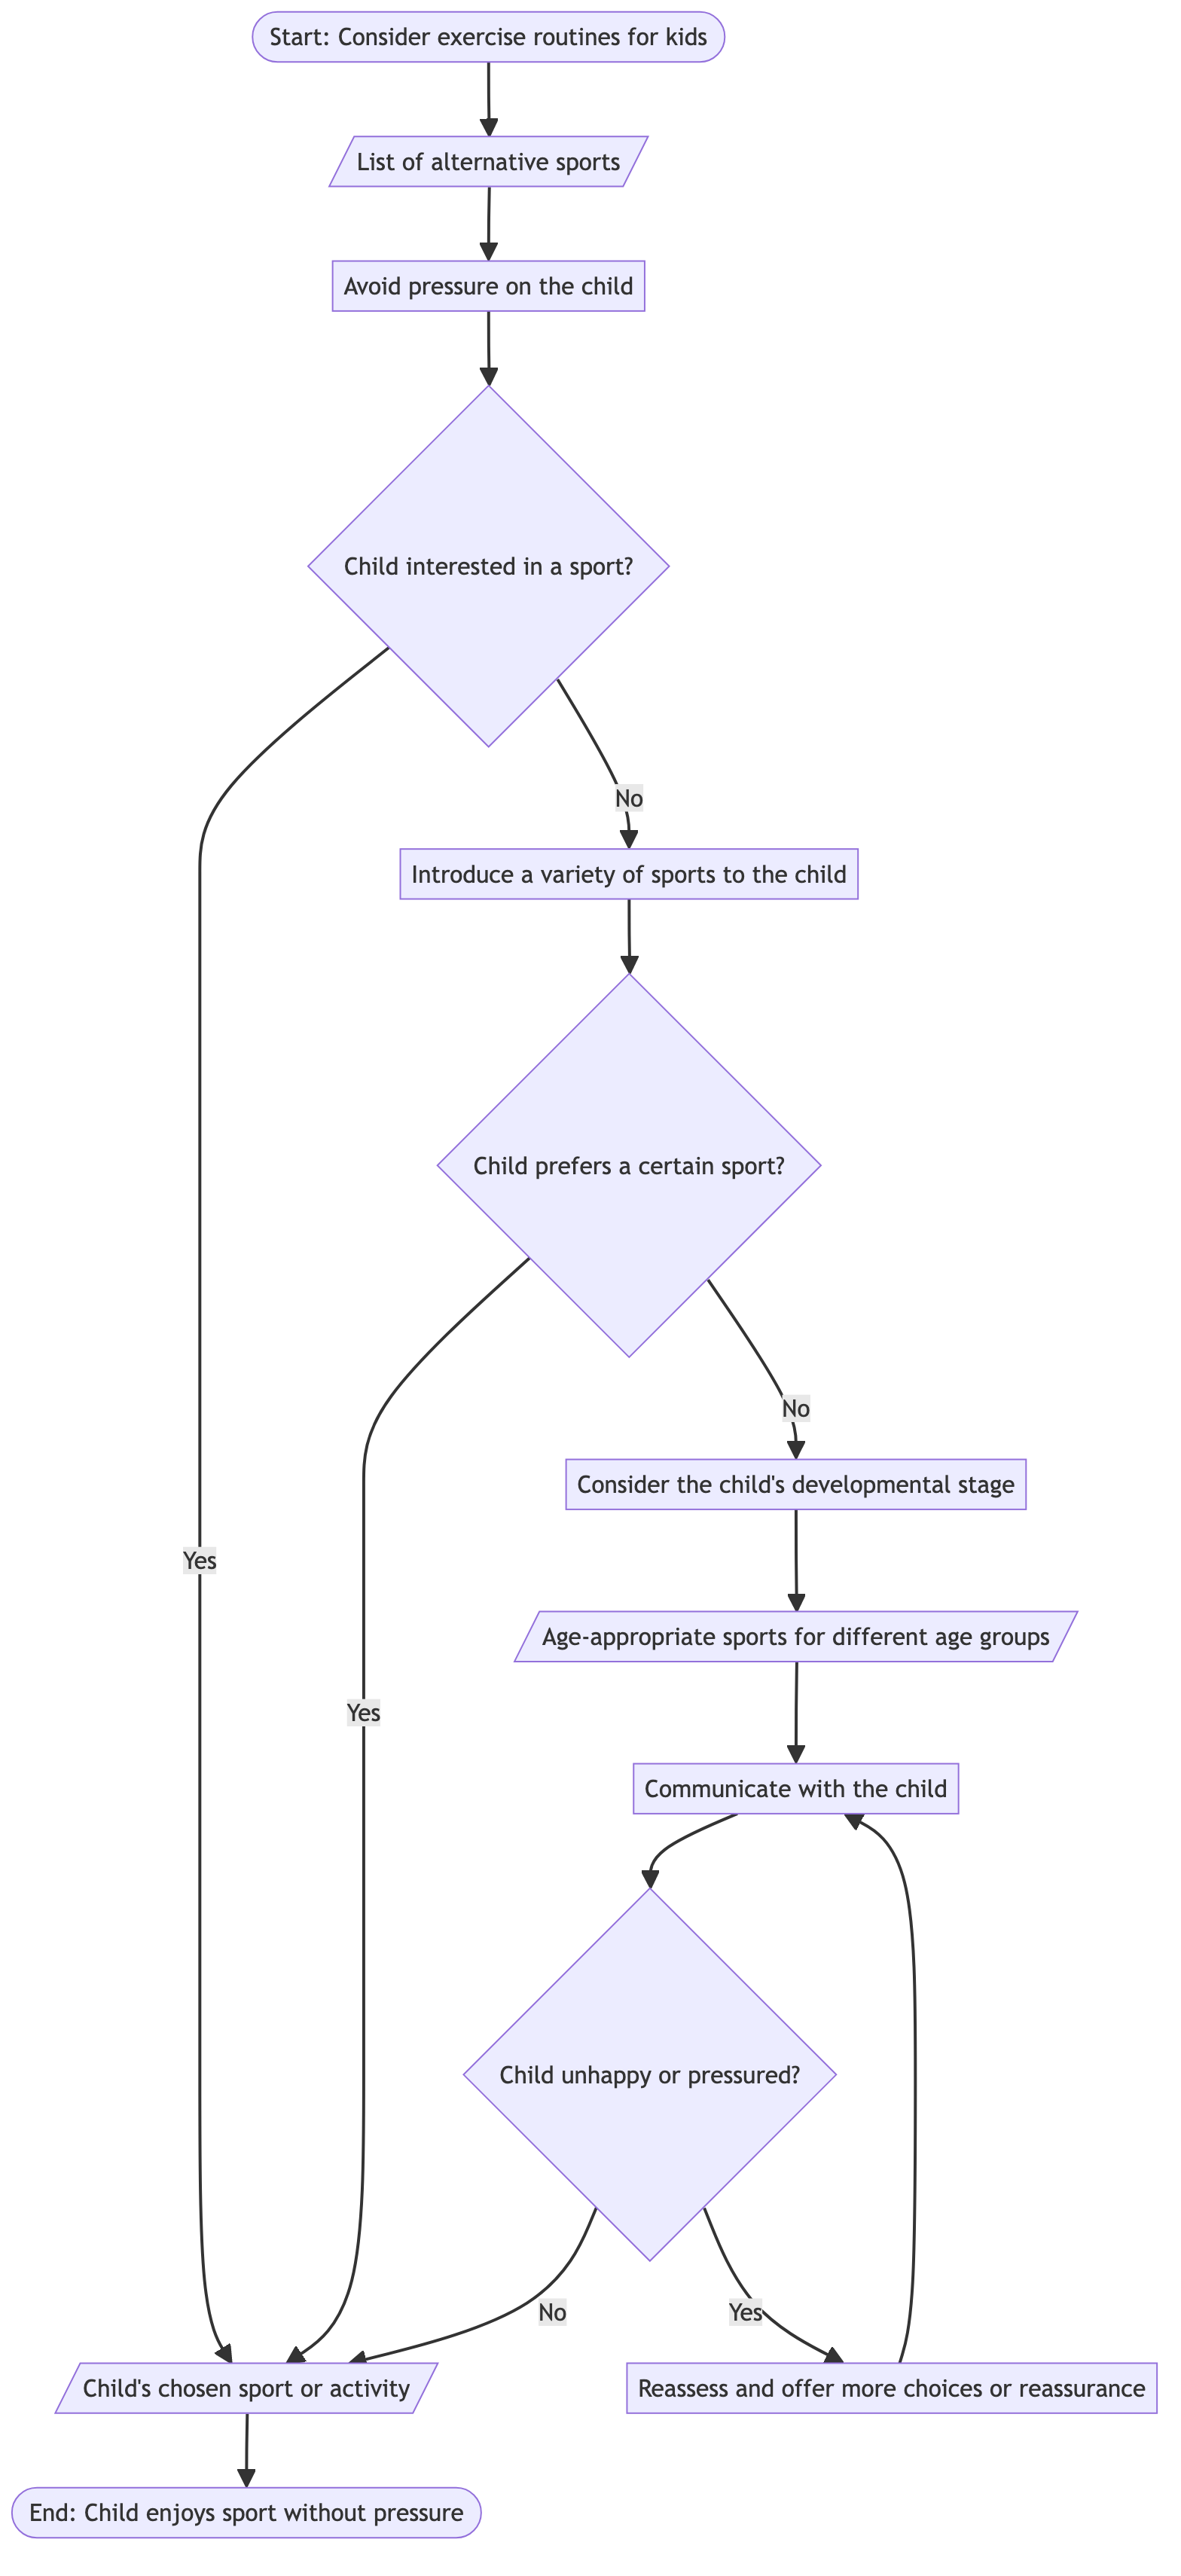 Start: Consider exercise routines for kids
List of alternative sports
Avoid pressure on the child
Child interested in a sport?
No
Introduce a variety of sports to the child
Child prefers a certain sport?
No
Consider the child's developmental stage
Yes
Age-appropriate sports for different age groups
Yes
Communicate with the child
Child unhappy or pressured?
No
Yes
Child's chosen sport or activity
Reassess and offer more choices or reassurance
End: Child enjoys sport without pressure